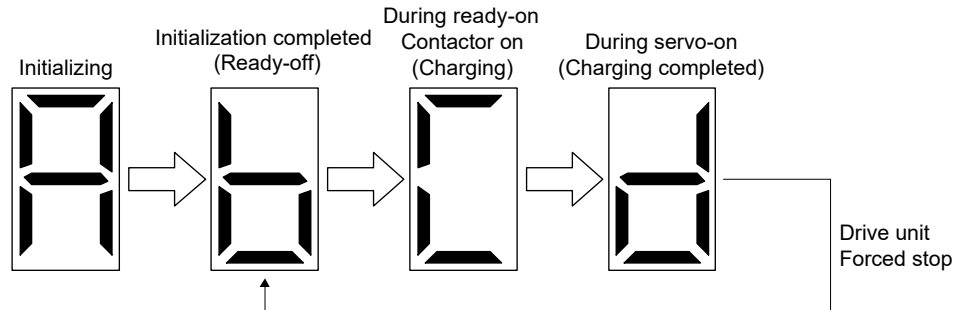 Initializing
Initialization completed
(Ready-off)
During ready-on
Contactor on
(Charging)
During servo-on
(Charging completed)
A
b
C
d
Drive unit
Forced stop